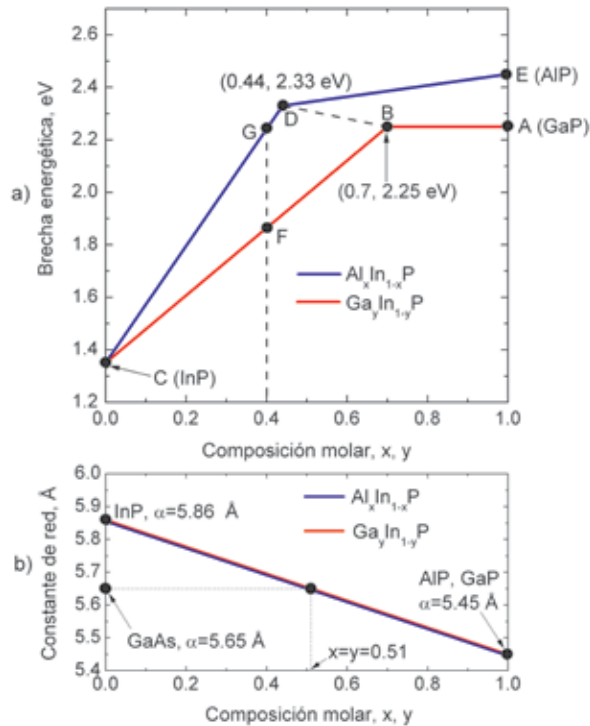 a)
Brecha energética, eV
2.6
2.4
2.2
2.0
1.8
1.6
1.4
1.2
(0.44, 2.33 eV)
E (AlP)
G
D
B
A (GaP)
(0.7, 2.25 eV)
F
AlxIn1-xP
GayIn1-yP
C (InP)
0.0 0.2 0.4 0.6 0.8 1.0
Composición molar, x, y
b)
Constante de red, Å
6.0
5.9
5.8
5.7
5.6
5.5
5.4
InP, α=5.86 Å
AlxIn1-xP
GayIn1-yP
AlP, GaP
α=5.45 Å
GaAs, α=5.65 Å
x=y=0.51
0.0 0.2 0.4 0.6 0.8 1.0
Composición molar, x, y